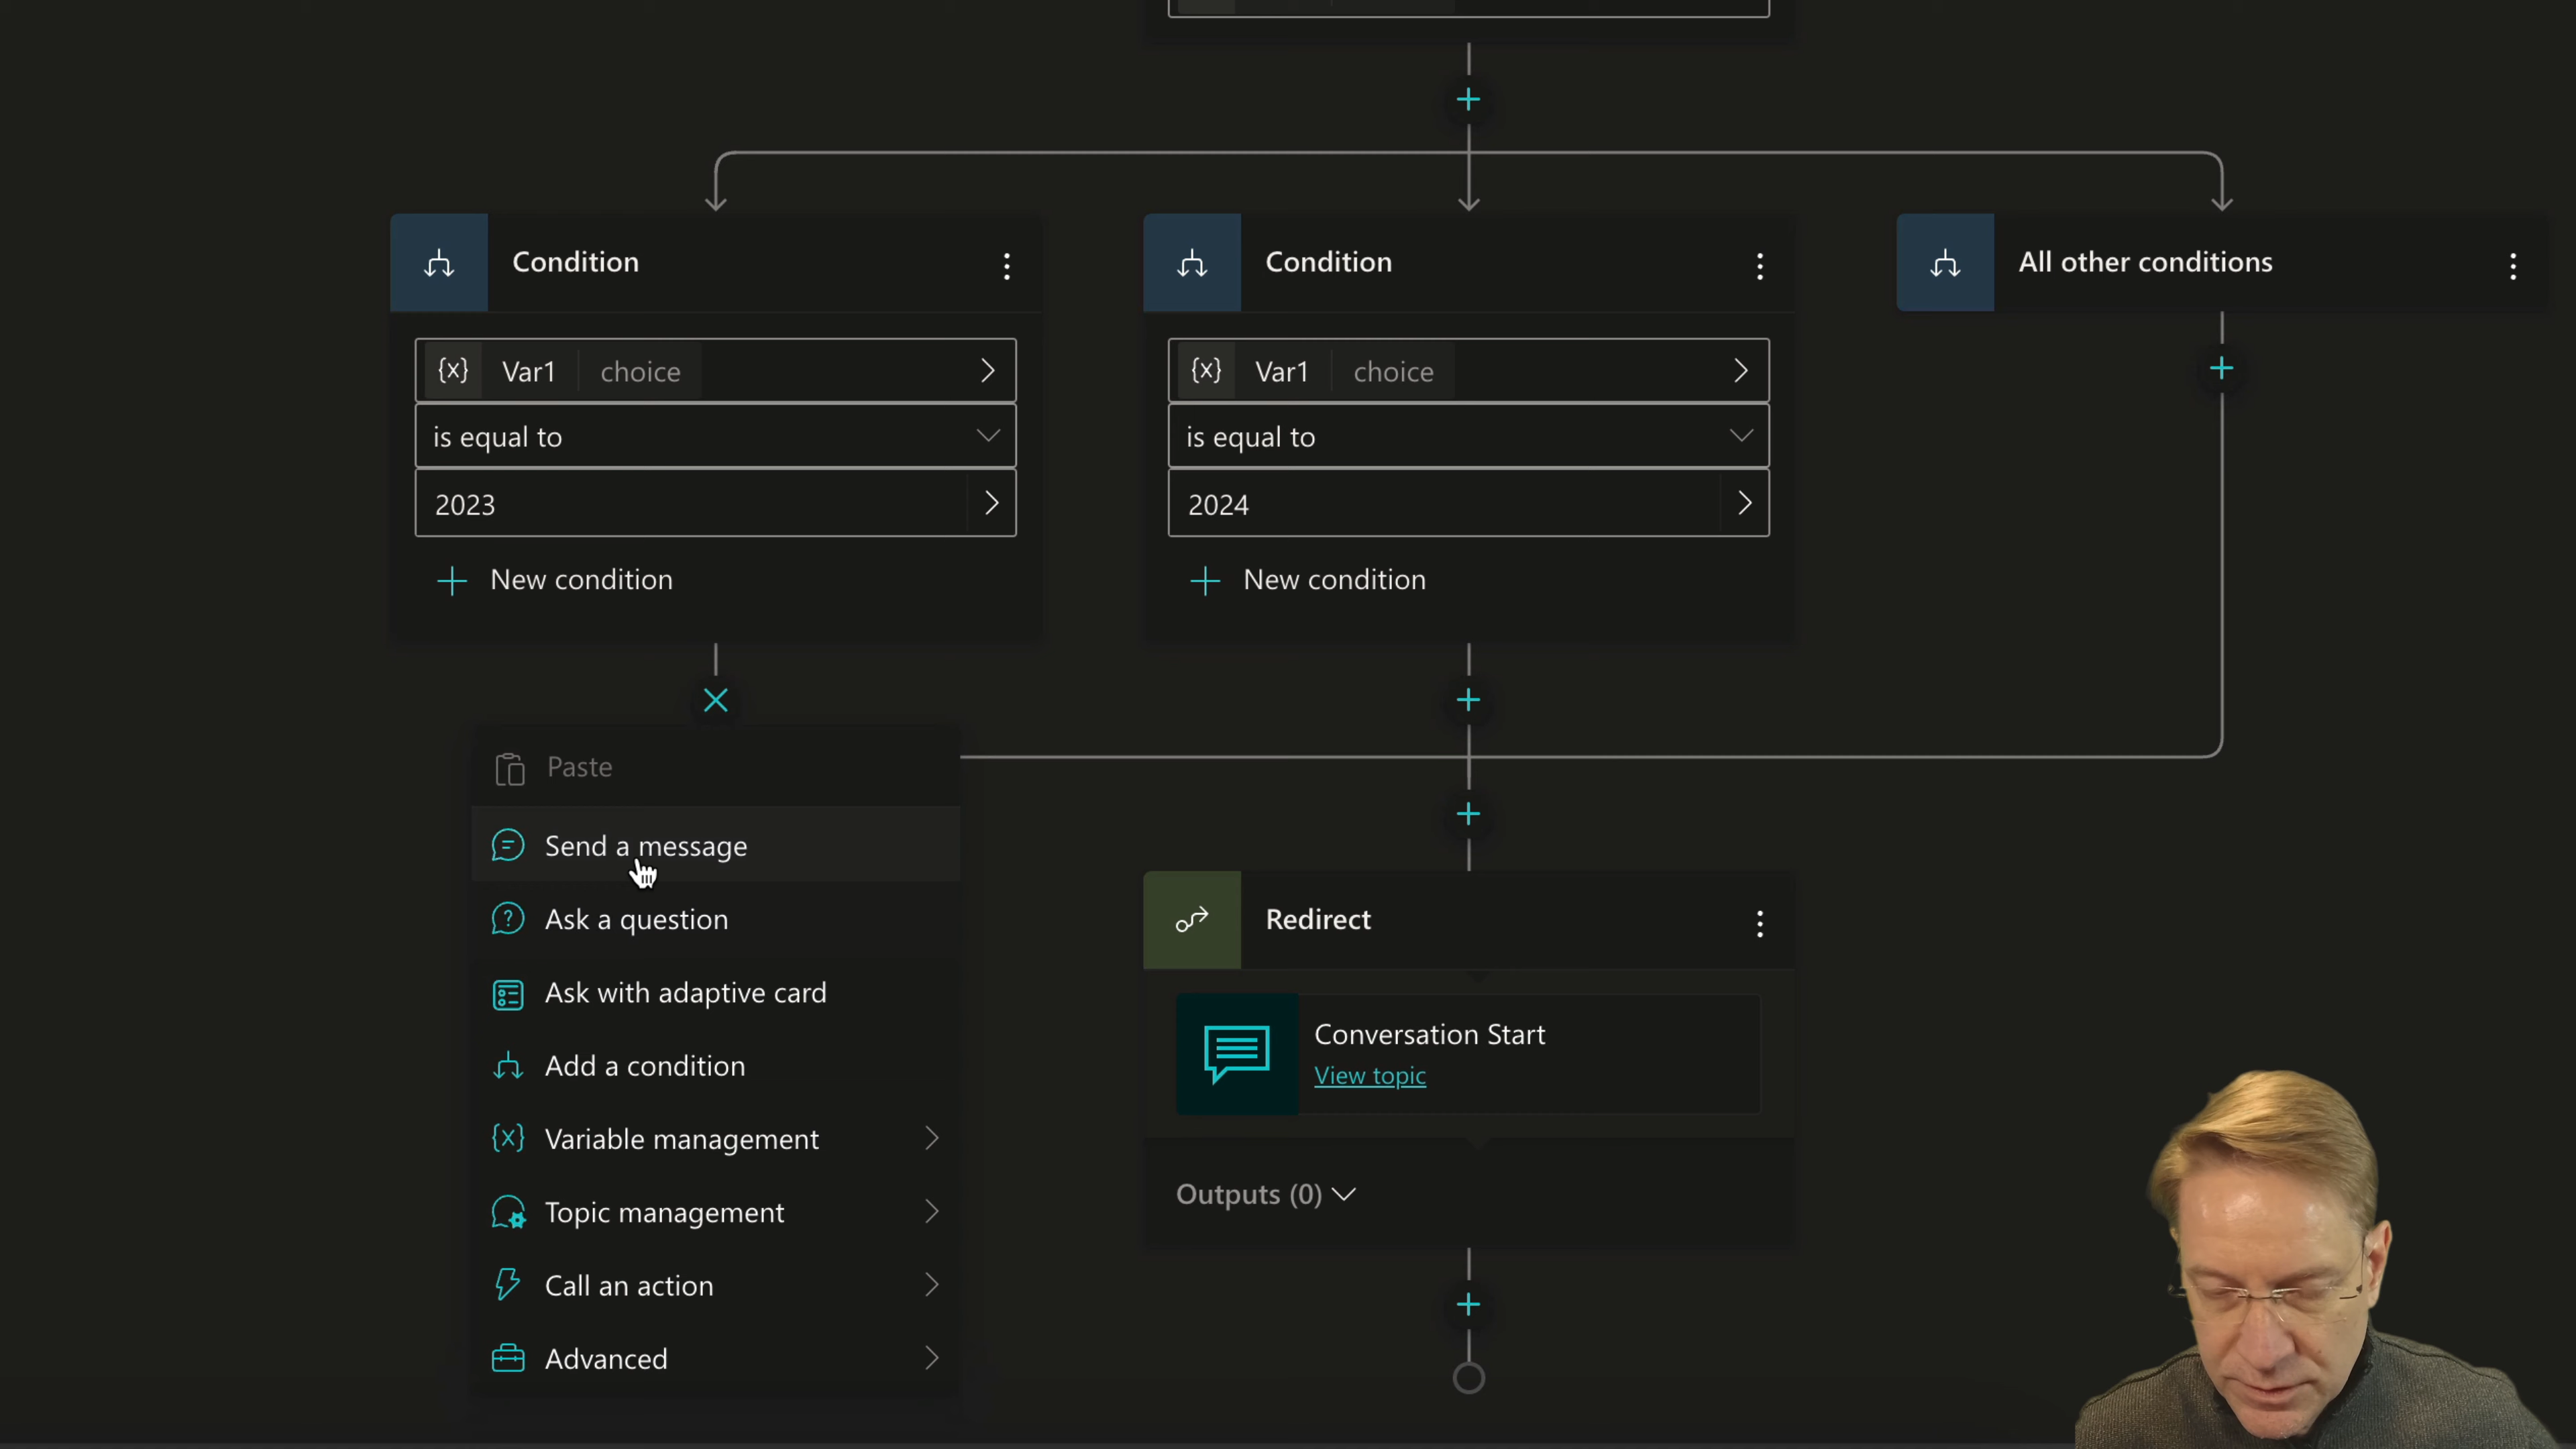 Condition
Condition
All other conditions
{x} Var1 choice
{x} Var1 choice
is equal to
is equal to
2023
2024
New condition
New condition
Paste
Send a message
Ask a question
Redirect
Ask with adaptive card
Conversation Start
Add a condition
View topic
{x} Variable management
Outputs (0)
Topic management
Call an action
Advanced